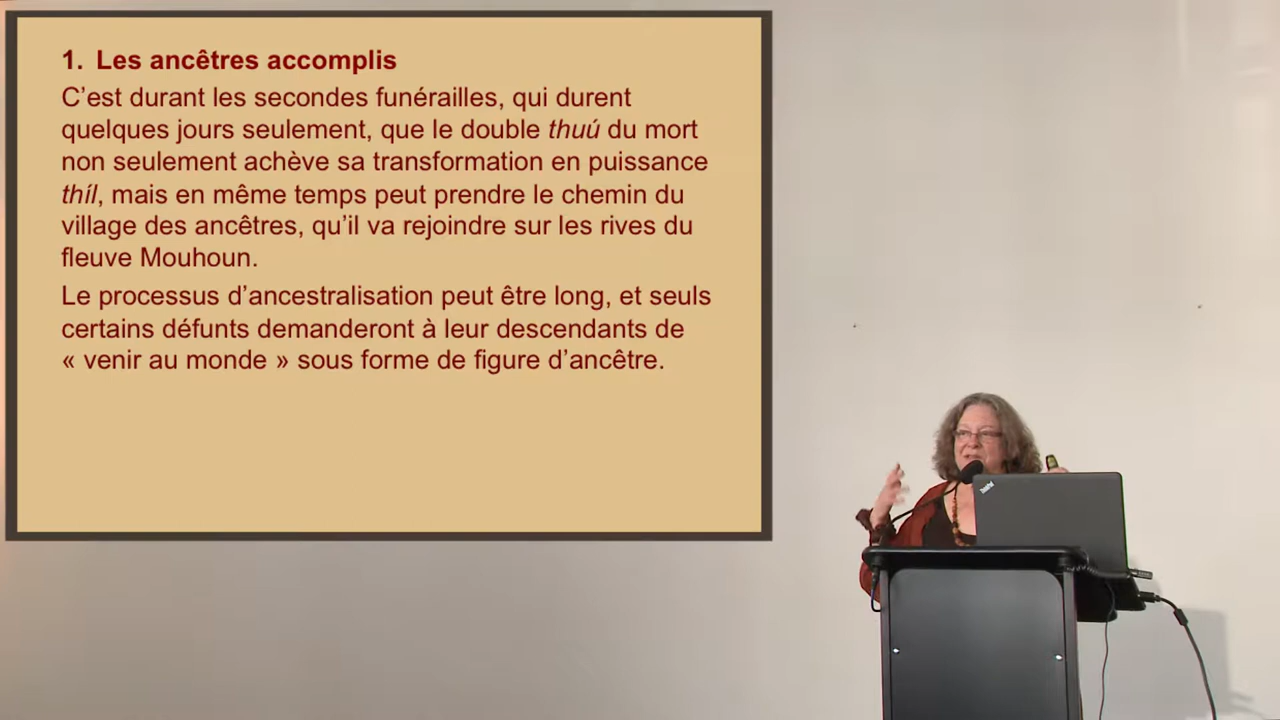 1. Les ancêtres accomplis
C’est durant les secondes funérailles, qui durent
quelques jours seulement, que le double thuú du mort
non seulement achève sa transformation en puissance
thíl, mais en même temps peut prendre le chemin du
village des ancêtres, qu’il va rejoindre sur les rives du
fleuve Mouhoun.
Le processus d’ancestralisation peut être long, et seuls
certains défunts demanderont à leur descendants de
« venir au monde » sous forme de figure d’ancêtre.
ThinkPad